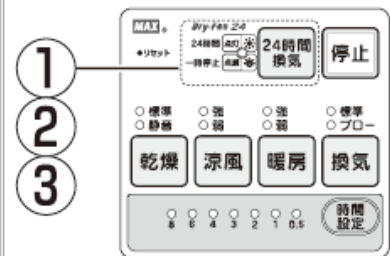 1
2
3
MAX®
Dry-Fan 24
♦リセット
24時間 点灯
一時停止 点滅
24時間
換気
停止
○標準 ○強 ○強 ○標準
○静音 ○弱 ○弱 ○ブロー
乾燥 涼風 暖房 換気
8 6 4 3 2 1 0.5
時間
設定